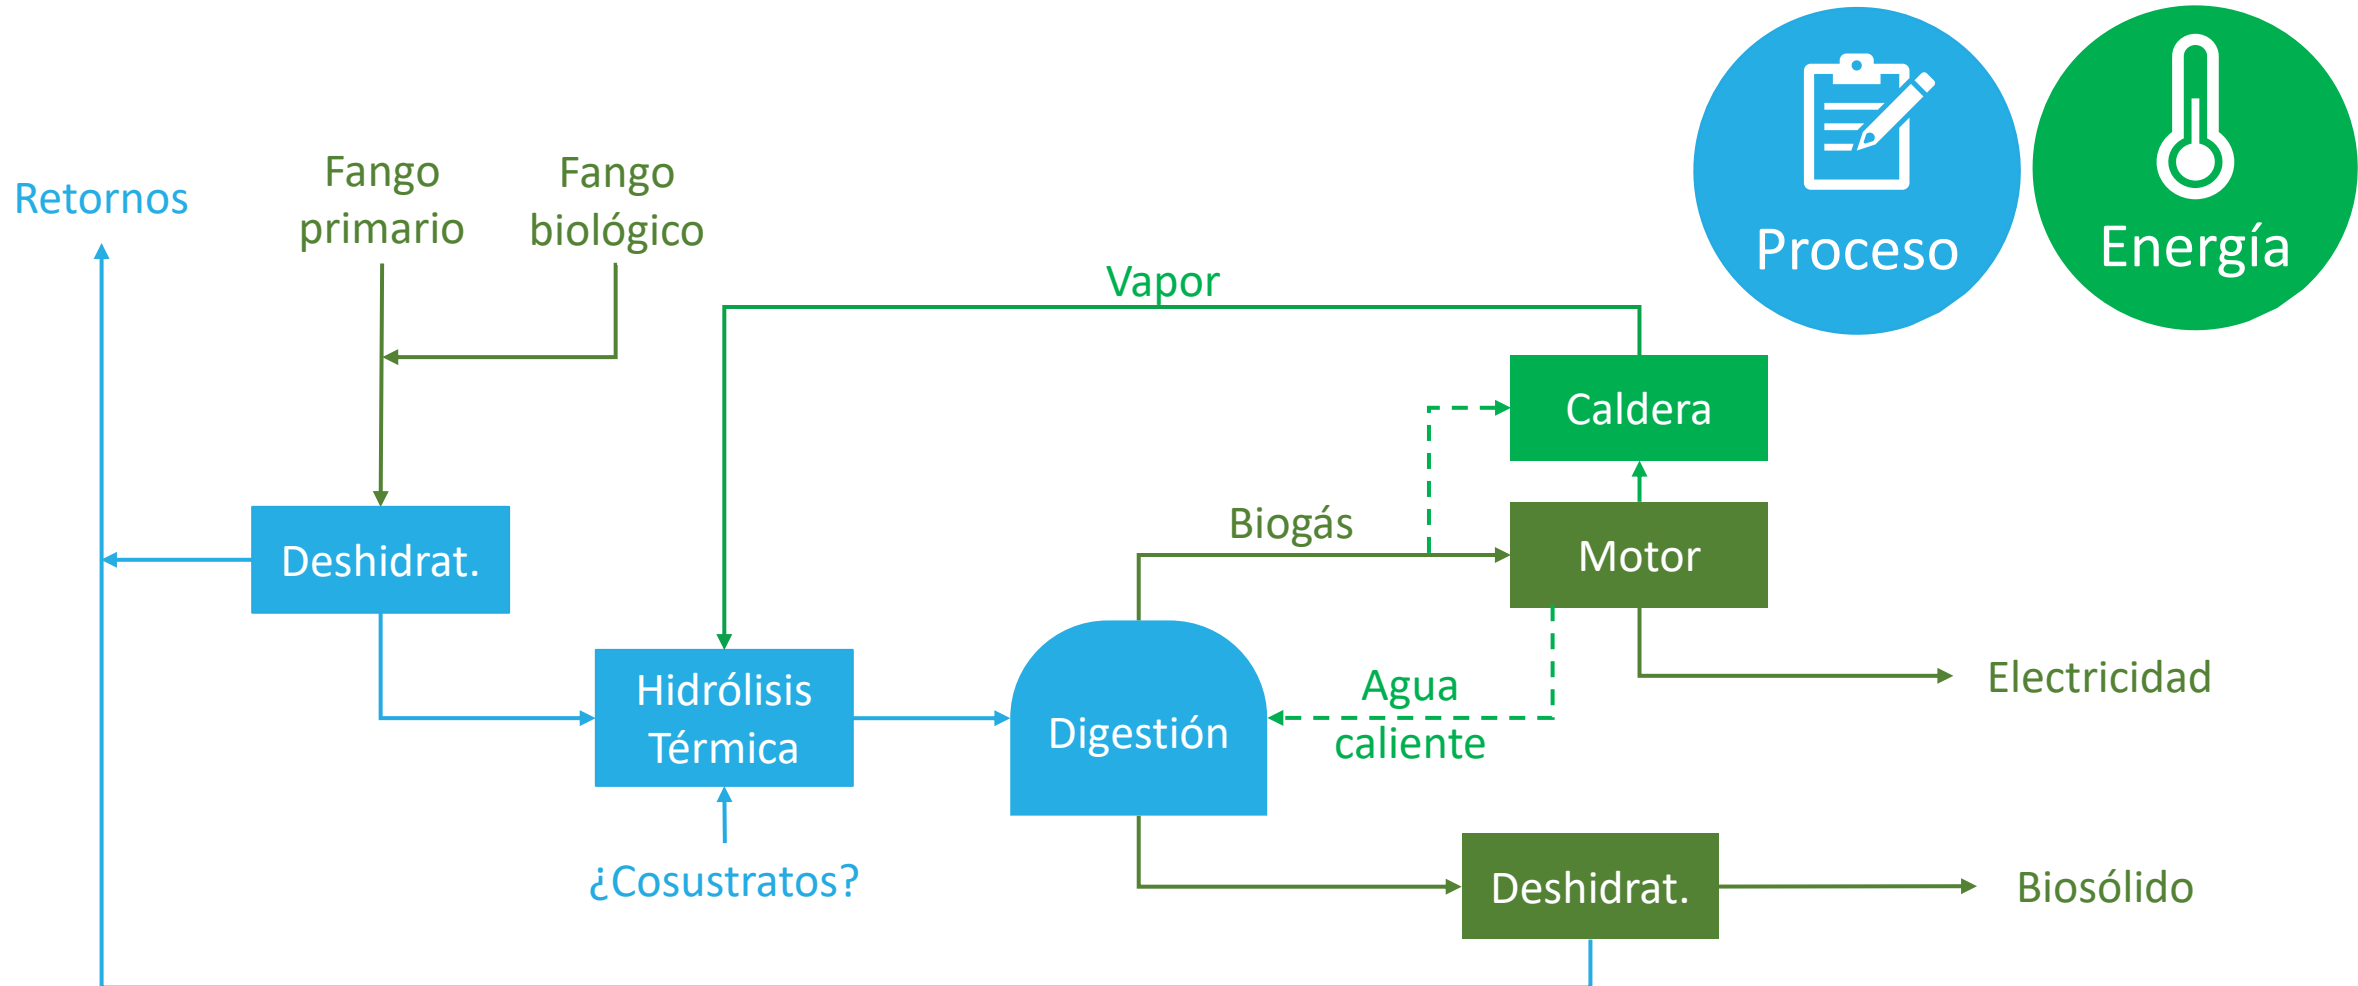 Proceso
Energía
Retornos
Fango
primario
Fango
biológico
Vapor
Caldera
Biogás
Motor
Deshidrat.
Hidrólisis
Térmica
Digestión
Agua
caliente
Electricidad
¿Cosustratos?
Deshidrat.
Biosólido